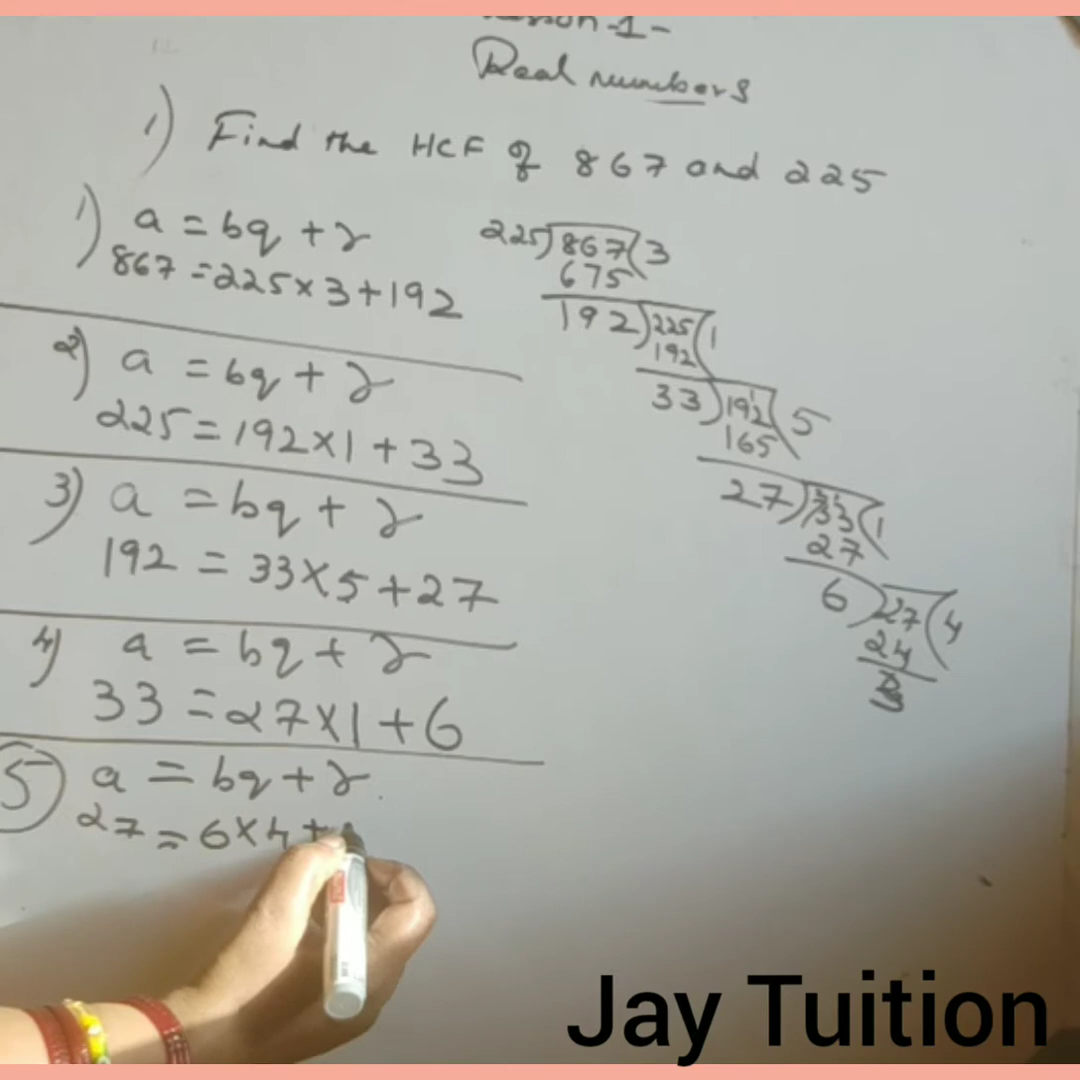 Real numbers
1) Find the HCF of 867 and 225
1) a = bq + r
867 = 225 × 3 + 192
2) a = bq + r
225 = 192 × 1 + 33
3) a = bq + r
192 = 33 × 5 + 27
4) a = bq + r
33 = 27 × 1 + 6
5) a = bq + r
27 = 6 × 4 +
225) 867 ( 3
675
192) 225 ( 1
192
33) 192 ( 5
165
27) 33 ( 1
27
6) 27 ( 4
24
3
Jay Tuition